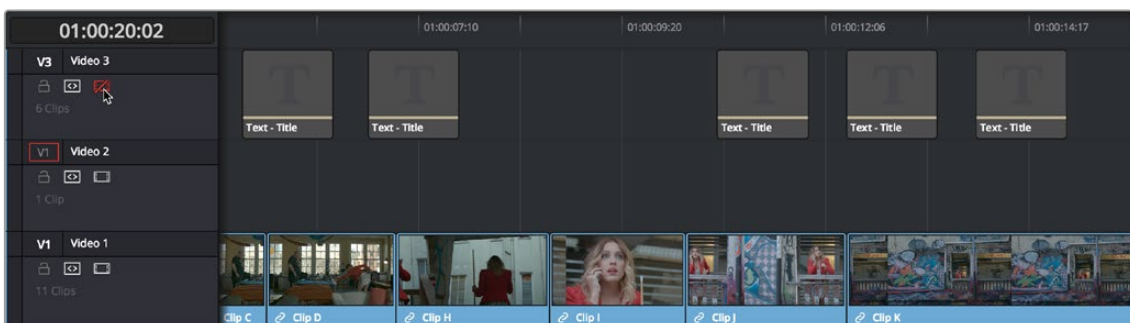 01:00:20:02
01:00:07:10
01:00:09:20
01:00:12:06
01:00:14:17
V3 Video 3
6 Clips
T T T T T
Text - Title Text - Title Text - Title Text - Title Text - Title
V1 Video 2
1 Clip
V1 Video 1
11 Clips
Clip C Clip D Clip H Clip I Clip J Clip K